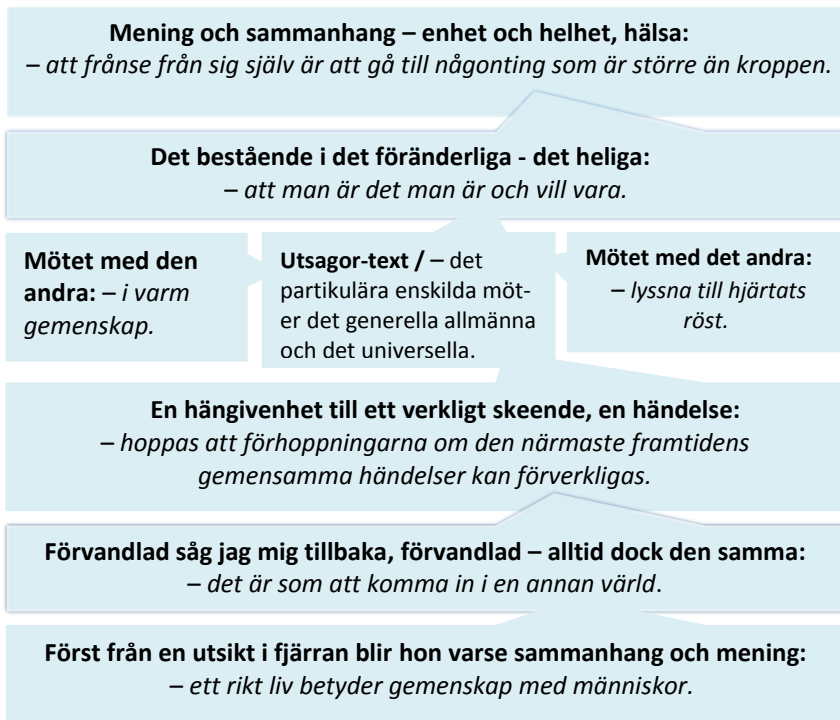 Mening och sammanhang – enhet och helhet, hälsa:
– att frånse från sig själv är att gå till någonting som är större än kroppen.
Det bestående i det föränderliga - det heliga:
– att man är det man är och vill vara.
Mötet med den
andra: – i varm
gemenskap.
Utsagor-text / – det
partikulära enskilda möt-
er det generella allmänna
och det universella.
Mötet med det andra:
– lyssna till hjärtats
röst.
En hängivenhet till ett verkligt skeende, en händelse:
– hoppas att förhoppningarna om den närmaste framtidens
gemensamma händelser kan förverkligas.
Förvandlad såg jag mig tillbaka, förvandlad – alltid dock den samma:
– det är som att komma in i en annan värld.
Först från en utsikt i fjärran blir hon varse sammanhang och mening:
– ett rikt liv betyder gemenskap med människor.